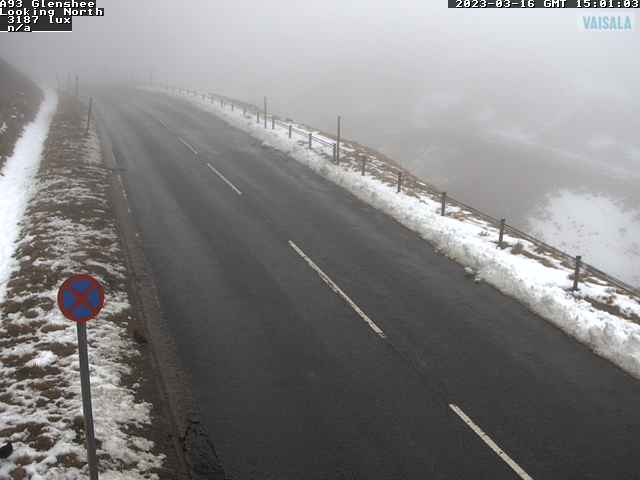 A93 Glenshee
Looking North
3187 lux
n/a
2023-03-16 GMT 15:01:03
VAISALA